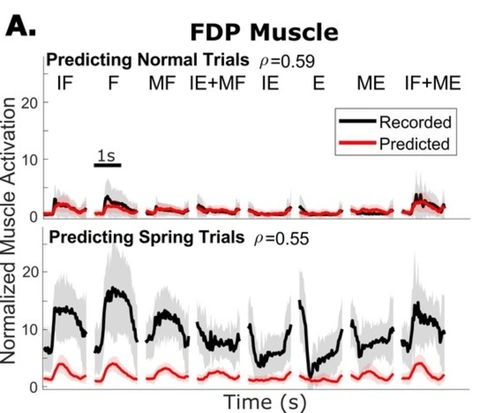 A.
FDP Muscle
Predicting Normal Trials ρ=0.59
IF F MF IE+MF IE E ME IF+ME
Recorded
Predicted
1s
20
10
0
Predicting Spring Trials ρ=0.55
20
10
0
Normalized Muscle Activation
Time (s)